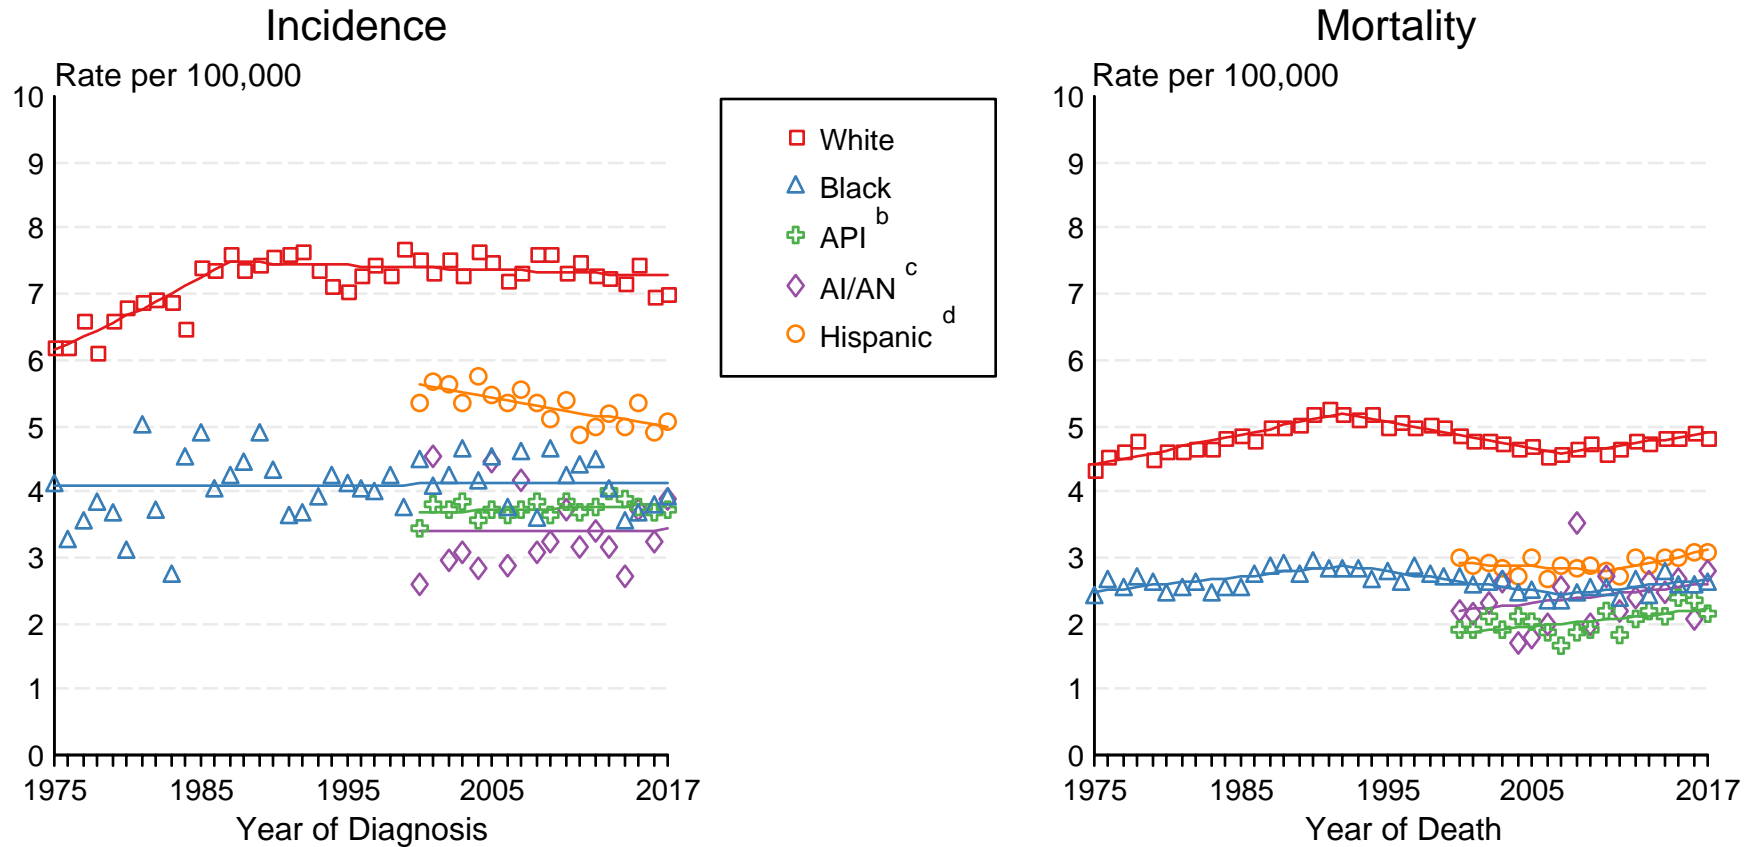 Incidence
Rate per 100,000
10
9
8
7
6
5
4
3
2
1
0
1975 1985 1995 2005 2017
Year of Diagnosis
White
Black
API b
AI/AN c
Hispanic d
Mortality
Rate per 100,000
10
9
8
7
6
5
4
3
2
1
0
1975 1985 1995 2005 2017
Year of Death